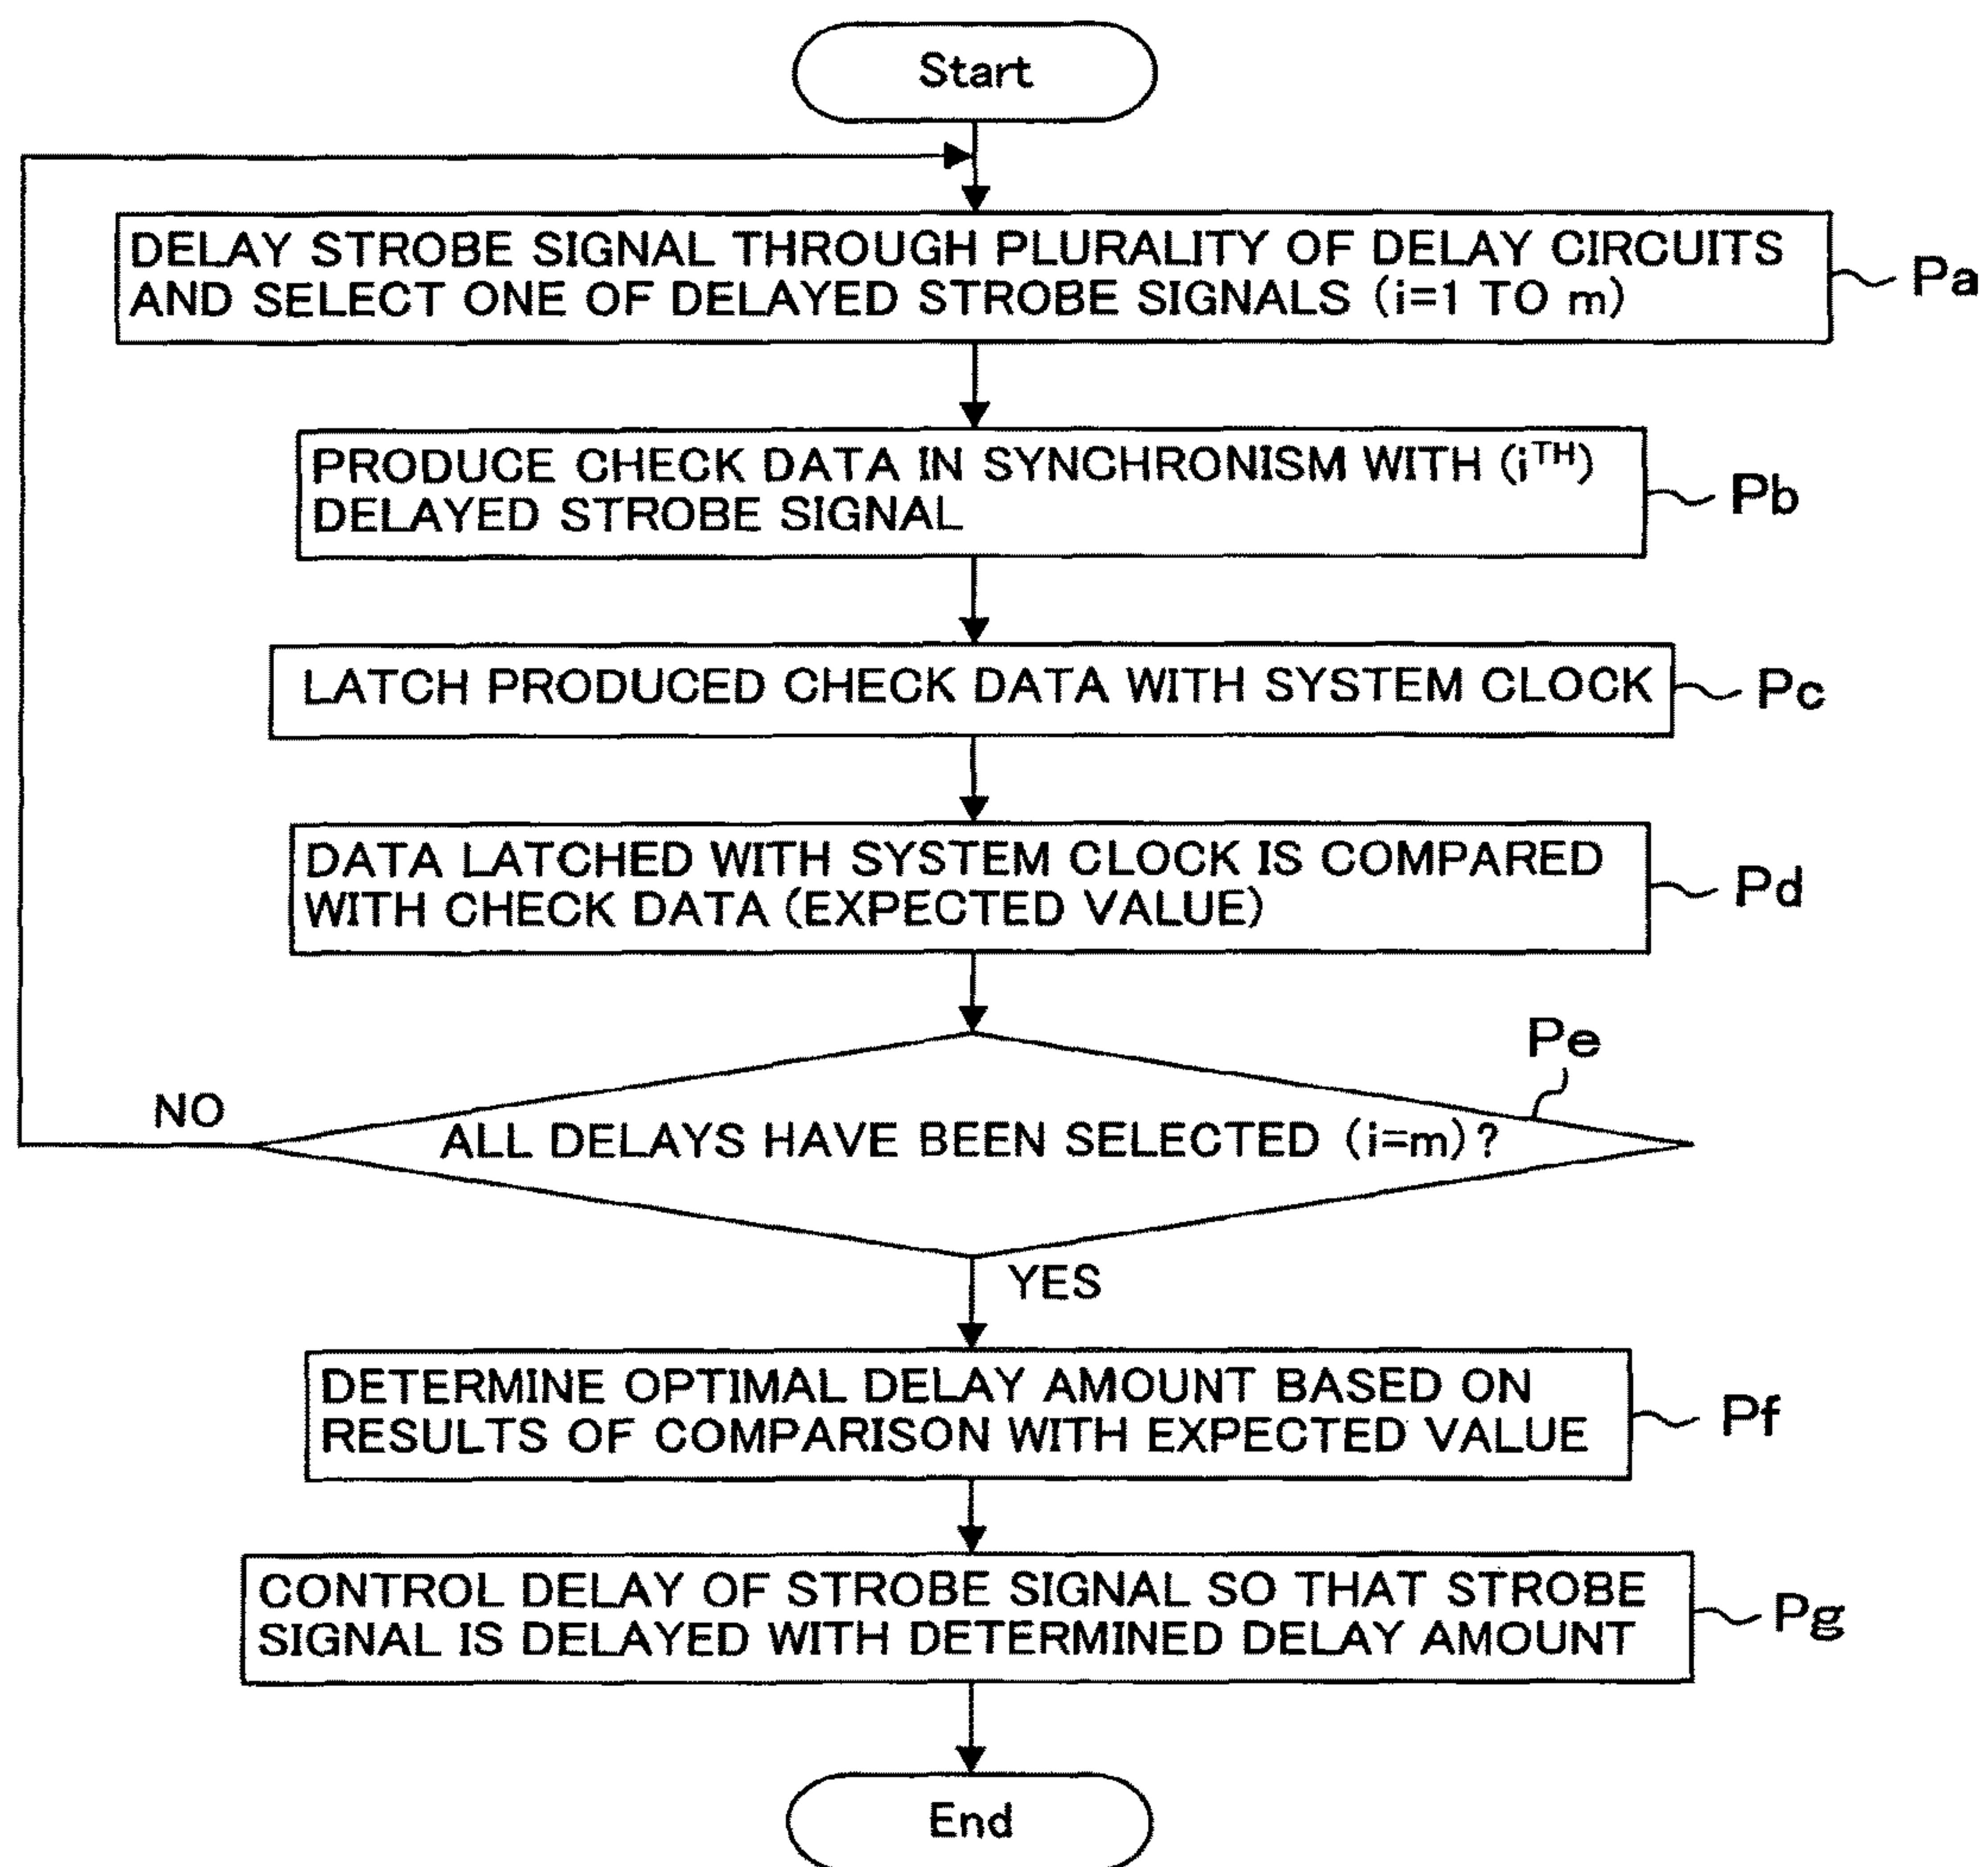 Start
DELAY STROBE SIGNAL THROUGH PLURALITY OF DELAY CIRCUITS
AND SELECT ONE OF DELAYED STROBE SIGNALS (i=1 TO m)
Pa
PRODUCE CHECK DATA IN SYNCHRONISM WITH (iTH)
DELAYED STROBE SIGNAL
Pb
LATCH PRODUCED CHECK DATA WITH SYSTEM CLOCK
Pc
DATA LATCHED WITH SYSTEM CLOCK IS COMPARED
WITH CHECK DATA (EXPECTED VALUE)
Pd
Pe
NO
ALL DELAYS HAVE BEEN SELECTED (i=m)?
YES
DETERMINE OPTIMAL DELAY AMOUNT BASED ON
RESULTS OF COMPARISON WITH EXPECTED VALUE
Pf
CONTROL DELAY OF STROBE SIGNAL SO THAT STROBE
SIGNAL IS DELAYED WITH DETERMINED DELAY AMOUNT
Pg
End